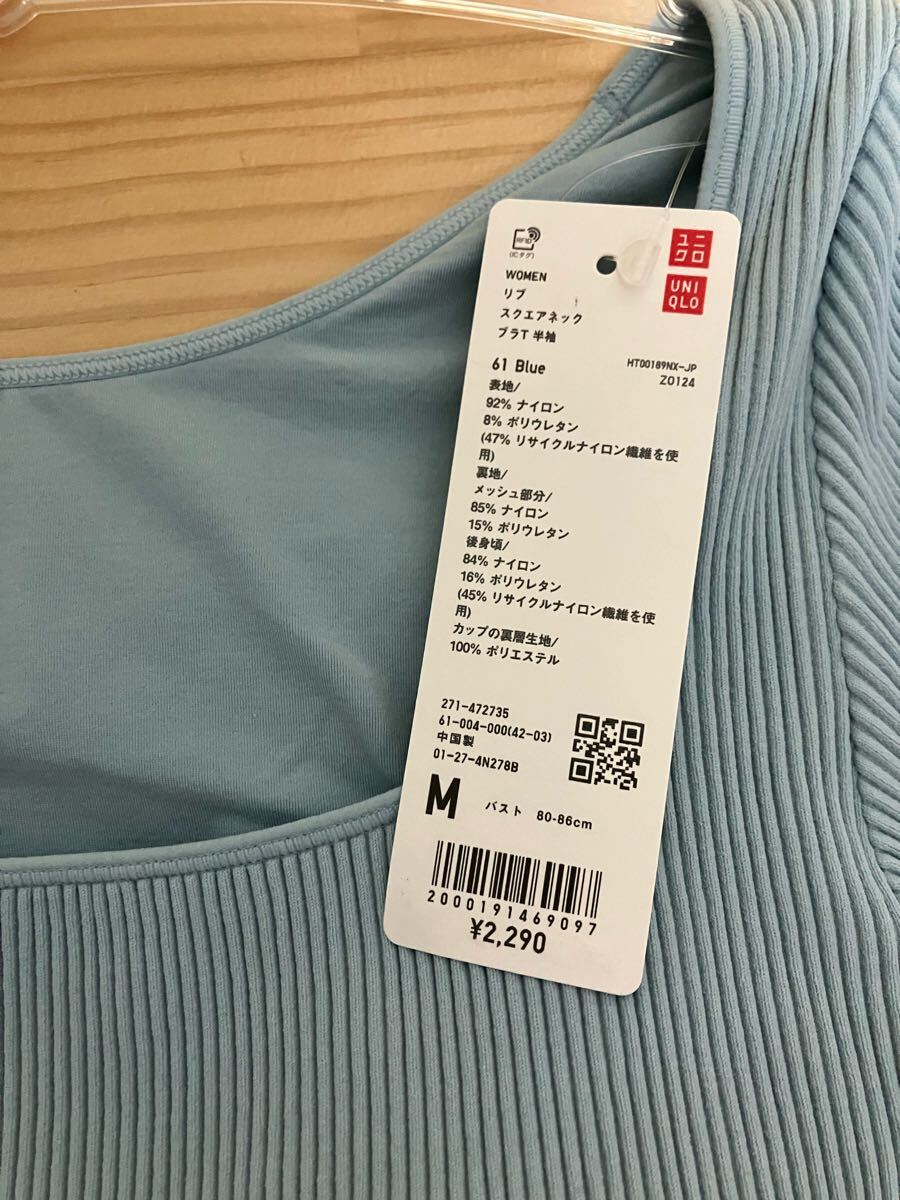 RFID
(ICタグ)
ユニ
クロ
UNI
QLO
WOMEN
リブ
スクエアネック
ブラT 半袖
61 Blue
HT00189NX-JP
Z0124
表地/
92% ナイロン
8% ポリウレタン
(47% リサイクルナイロン繊維を使
用)
裏地/
メッシュ部分/
85% ナイロン
15% ポリウレタン
後身頃/
84% ナイロン
16% ポリウレタン
(45% リサイクルナイロン繊維を使
用)
カップの裏層生地/
100% ポリエステル
271-472735
61-004-000(42-03)
中国製
01-27-4N278B
M バスト 80-86cm
2000191469097
¥2,290